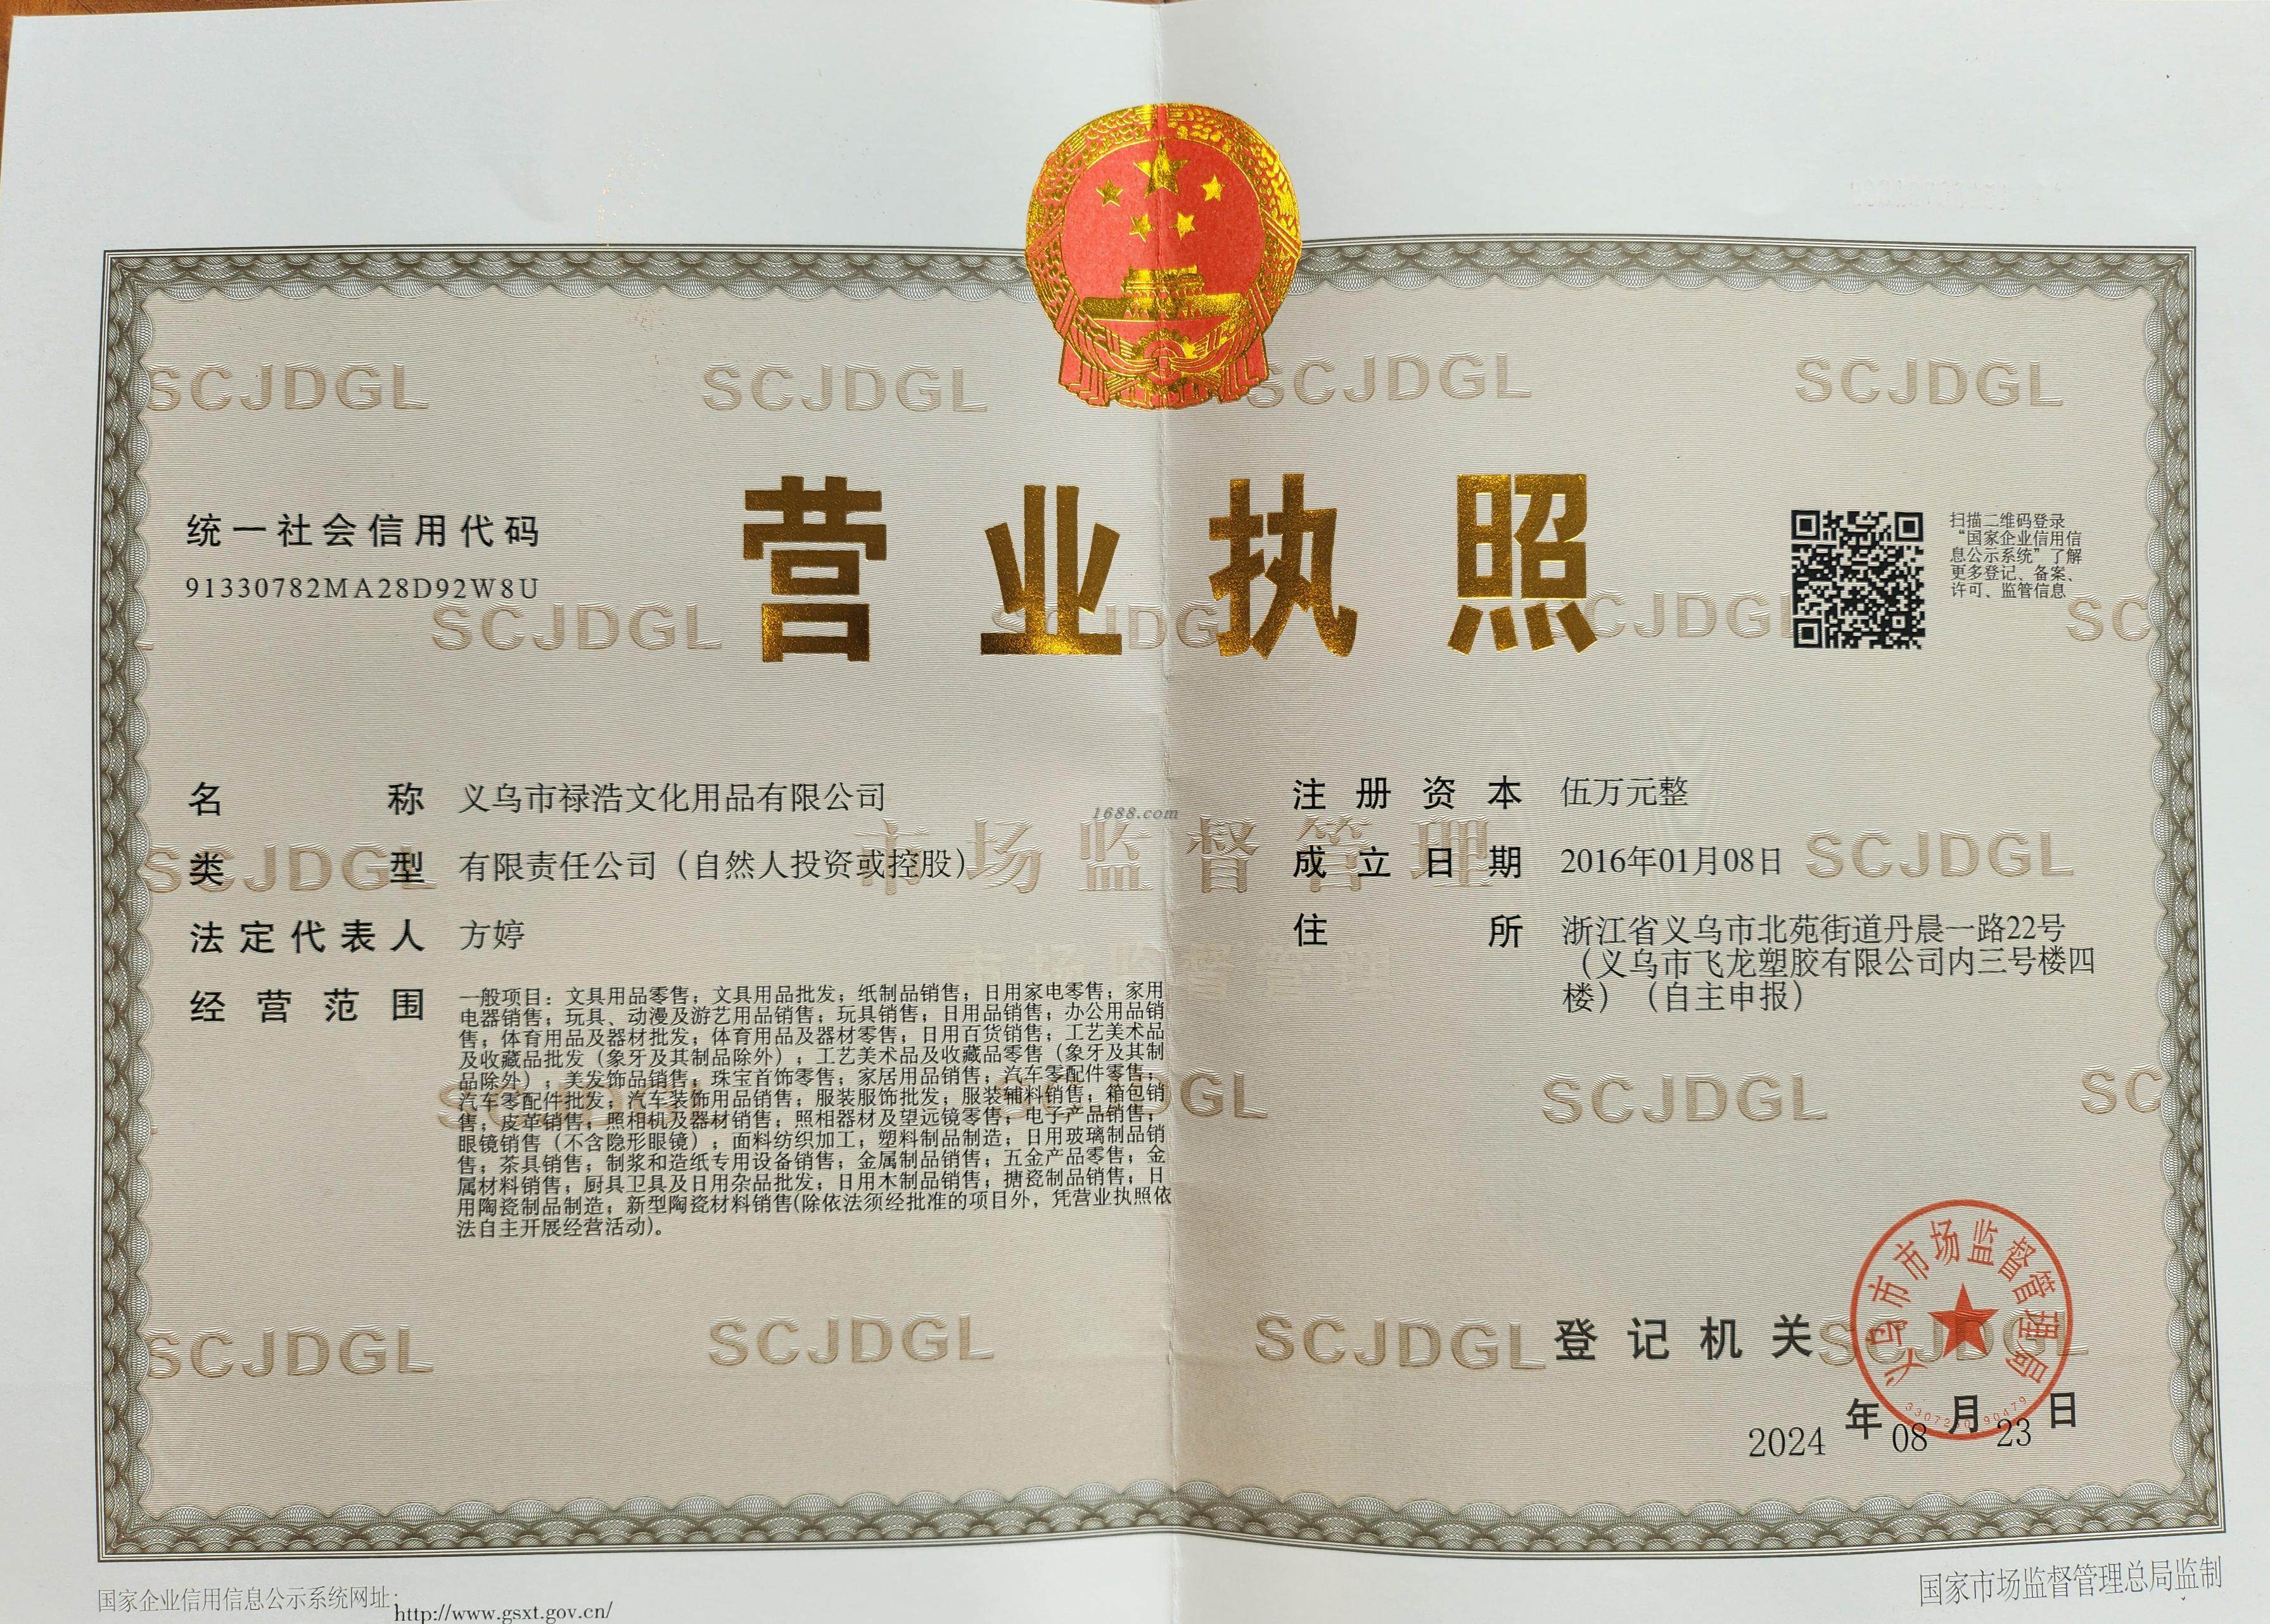 SCJDGL SCJDGL SCJDGL SCJDGL
营业执照
统一社会信用代码
91330782MA28D92W8U
扫描二维码登录
“国家企业信用信
息公示系统”了解
更多登记、备案、
许可、监管信息
SCJDGL SCJDGL SC
名称 义乌市禄浩文化用品有限公司
类型 有限责任公司（自然人投资或控股）
法定代表人 方婷
经营范围 一般项目：文具用品零售；文具用品批发；纸制品销售；日用家电零售；家用
电器销售；玩具、动漫及游艺用品销售；玩具销售；日用品销售；办公用品销
售；体育用品及器材批发；体育用品及器材零售；日用百货销售；工艺美术品
及收藏品批发（象牙及其制品除外）；工艺美术品及收藏品零售（象牙及其制
品除外）；美发饰品销售；珠宝首饰零售；家居用品销售；汽车零配件零售；
汽车零配件批发；汽车装饰用品销售；服装服饰批发；服装辅料销售；箱包销
售；皮革销售；照相机及器材销售；照相器材及望远镜零售；电子产品销售；
眼镜销售（不含隐形眼镜）；面料纺织加工；塑料制品制造；日用玻璃制品销
售；茶具销售；制浆和造纸专用设备销售；金属制品销售；五金产品零售；金
属材料销售；厨具卫具及日用杂品批发；日用木制品销售；搪瓷制品销售；日
用陶瓷制品制造；新型陶瓷材料销售(除依法须经批准的项目外，凭营业执照依
法自主开展经营活动)。
1688.com
市场监督管理
注册资本 伍万元整
成立日期 2016年01月08日
住所 浙江省义乌市北苑街道丹晨一路22号
（义乌市飞龙塑胶有限公司内三号楼四
楼）（自主申报）
SCJDGL SCJDGL
SCJDGL SCJDGL SC
SCJDGL SCJDGL SCJDGL SCJDGL
登记机关
义乌市市场监督管理局
2024年08月23日
国家企业信用信息公示系统网址：http://www.gsxt.gov.cn/
国家市场监督管理总局监制